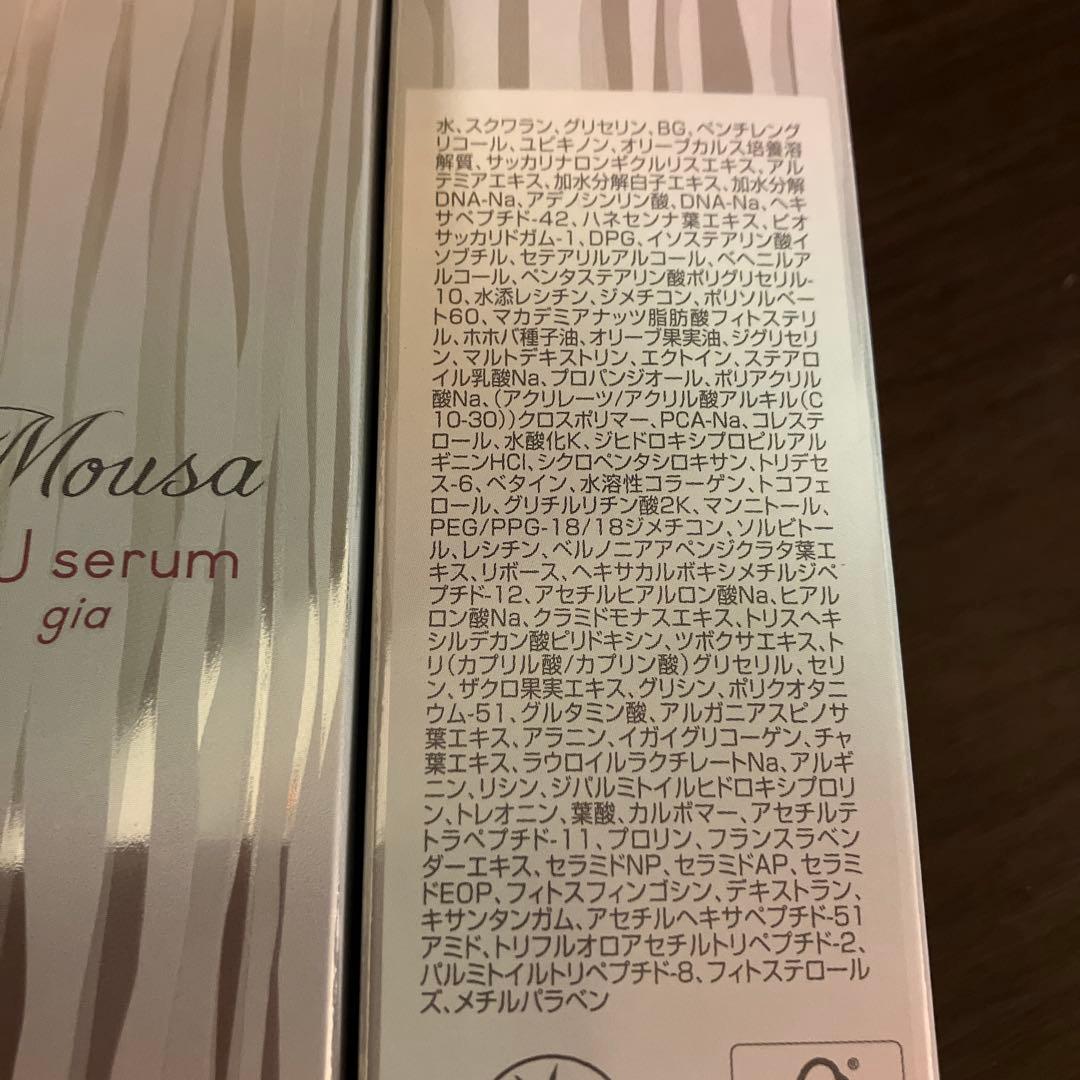 Mousa
U serum
gia
水、スクワラン、グリセリン、BG、ペンチレング
リコール、ユビキノン、オリーブカルス培養溶
解質、サッカリナロンギクルリスエキス、アル
テミアエキス、加水分解白子エキス、加水分解
DNA-Na、アデノシンリン酸、DNA-Na、ヘキ
サペプチド-42、ハネセンナ葉エキス、ビオ
サッカリドガム-1、DPG、イソステアリン酸イ
ソブチル、セテアリルアルコール、ベヘニルア
ルコール、ペンタステアリン酸ポリグリセリル-
10、水添レシチン、ジメチコン、ポリソルベー
ト60、マカデミアナッツ脂肪酸フィトステリ
ル、ホホバ種子油、オリーブ果実油、ジグリセリ
ン、マルトデキストリン、エクトイン、ステアロ
イル乳酸Na、プロパンジオール、ポリアクリル
酸Na、(アクリレーツ/アクリル酸アルキル(C
10-30))クロスポリマー、PCA-Na、コレステ
ロール、水酸化K、ジヒドロキシプロピルアル
ギニンHCl、シクロペンタシロキサン、トリデセ
ス-6、ベタイン、水溶性コラーゲン、トコフェ
ロール、グリチルリチン酸2K、マンニトール、
PEG/PPG-18/18ジメチコン、ソルビトー
ル、レシチン、ベルノニアアペンジクラタ葉エ
キス、リボース、ヘキサカルボキシメチルジペ
プチド-12、アセチルヒアルロン酸Na、ヒアル
ロン酸Na、クラミドモナスエキス、トリスヘキ
シルデカン酸ピリドキシン、ツボクサエキス、ト
リ(カプリル酸/カプリン酸)グリセリル、セリ
ン、ザクロ果実エキス、グリシン、ポリクオタニ
ウム-51、グルタミン酸、アルガニアスピノサ
葉エキス、アラニン、イガイグリコーゲン、チャ
葉エキス、ラウロイルラクチレートNa、アルギ
ニン、リシン、ジパルミトイルヒドロキシプロリ
ン、トレオニン、葉酸、カルボマー、アセチルテ
トラペプチド-11、プロリン、フランスラベン
ダーエキス、セラミドNP、セラミドAP、セラミ
ドEOP、フィトスフィンゴシン、デキストラン、
キサンタンガム、アセチルヘキサペプチド-51
アミド、トリフルオロアセチルトリペプチド-2、
パルミトイルトリペプチド-8、フィトステロール
ズ、メチルパラベン